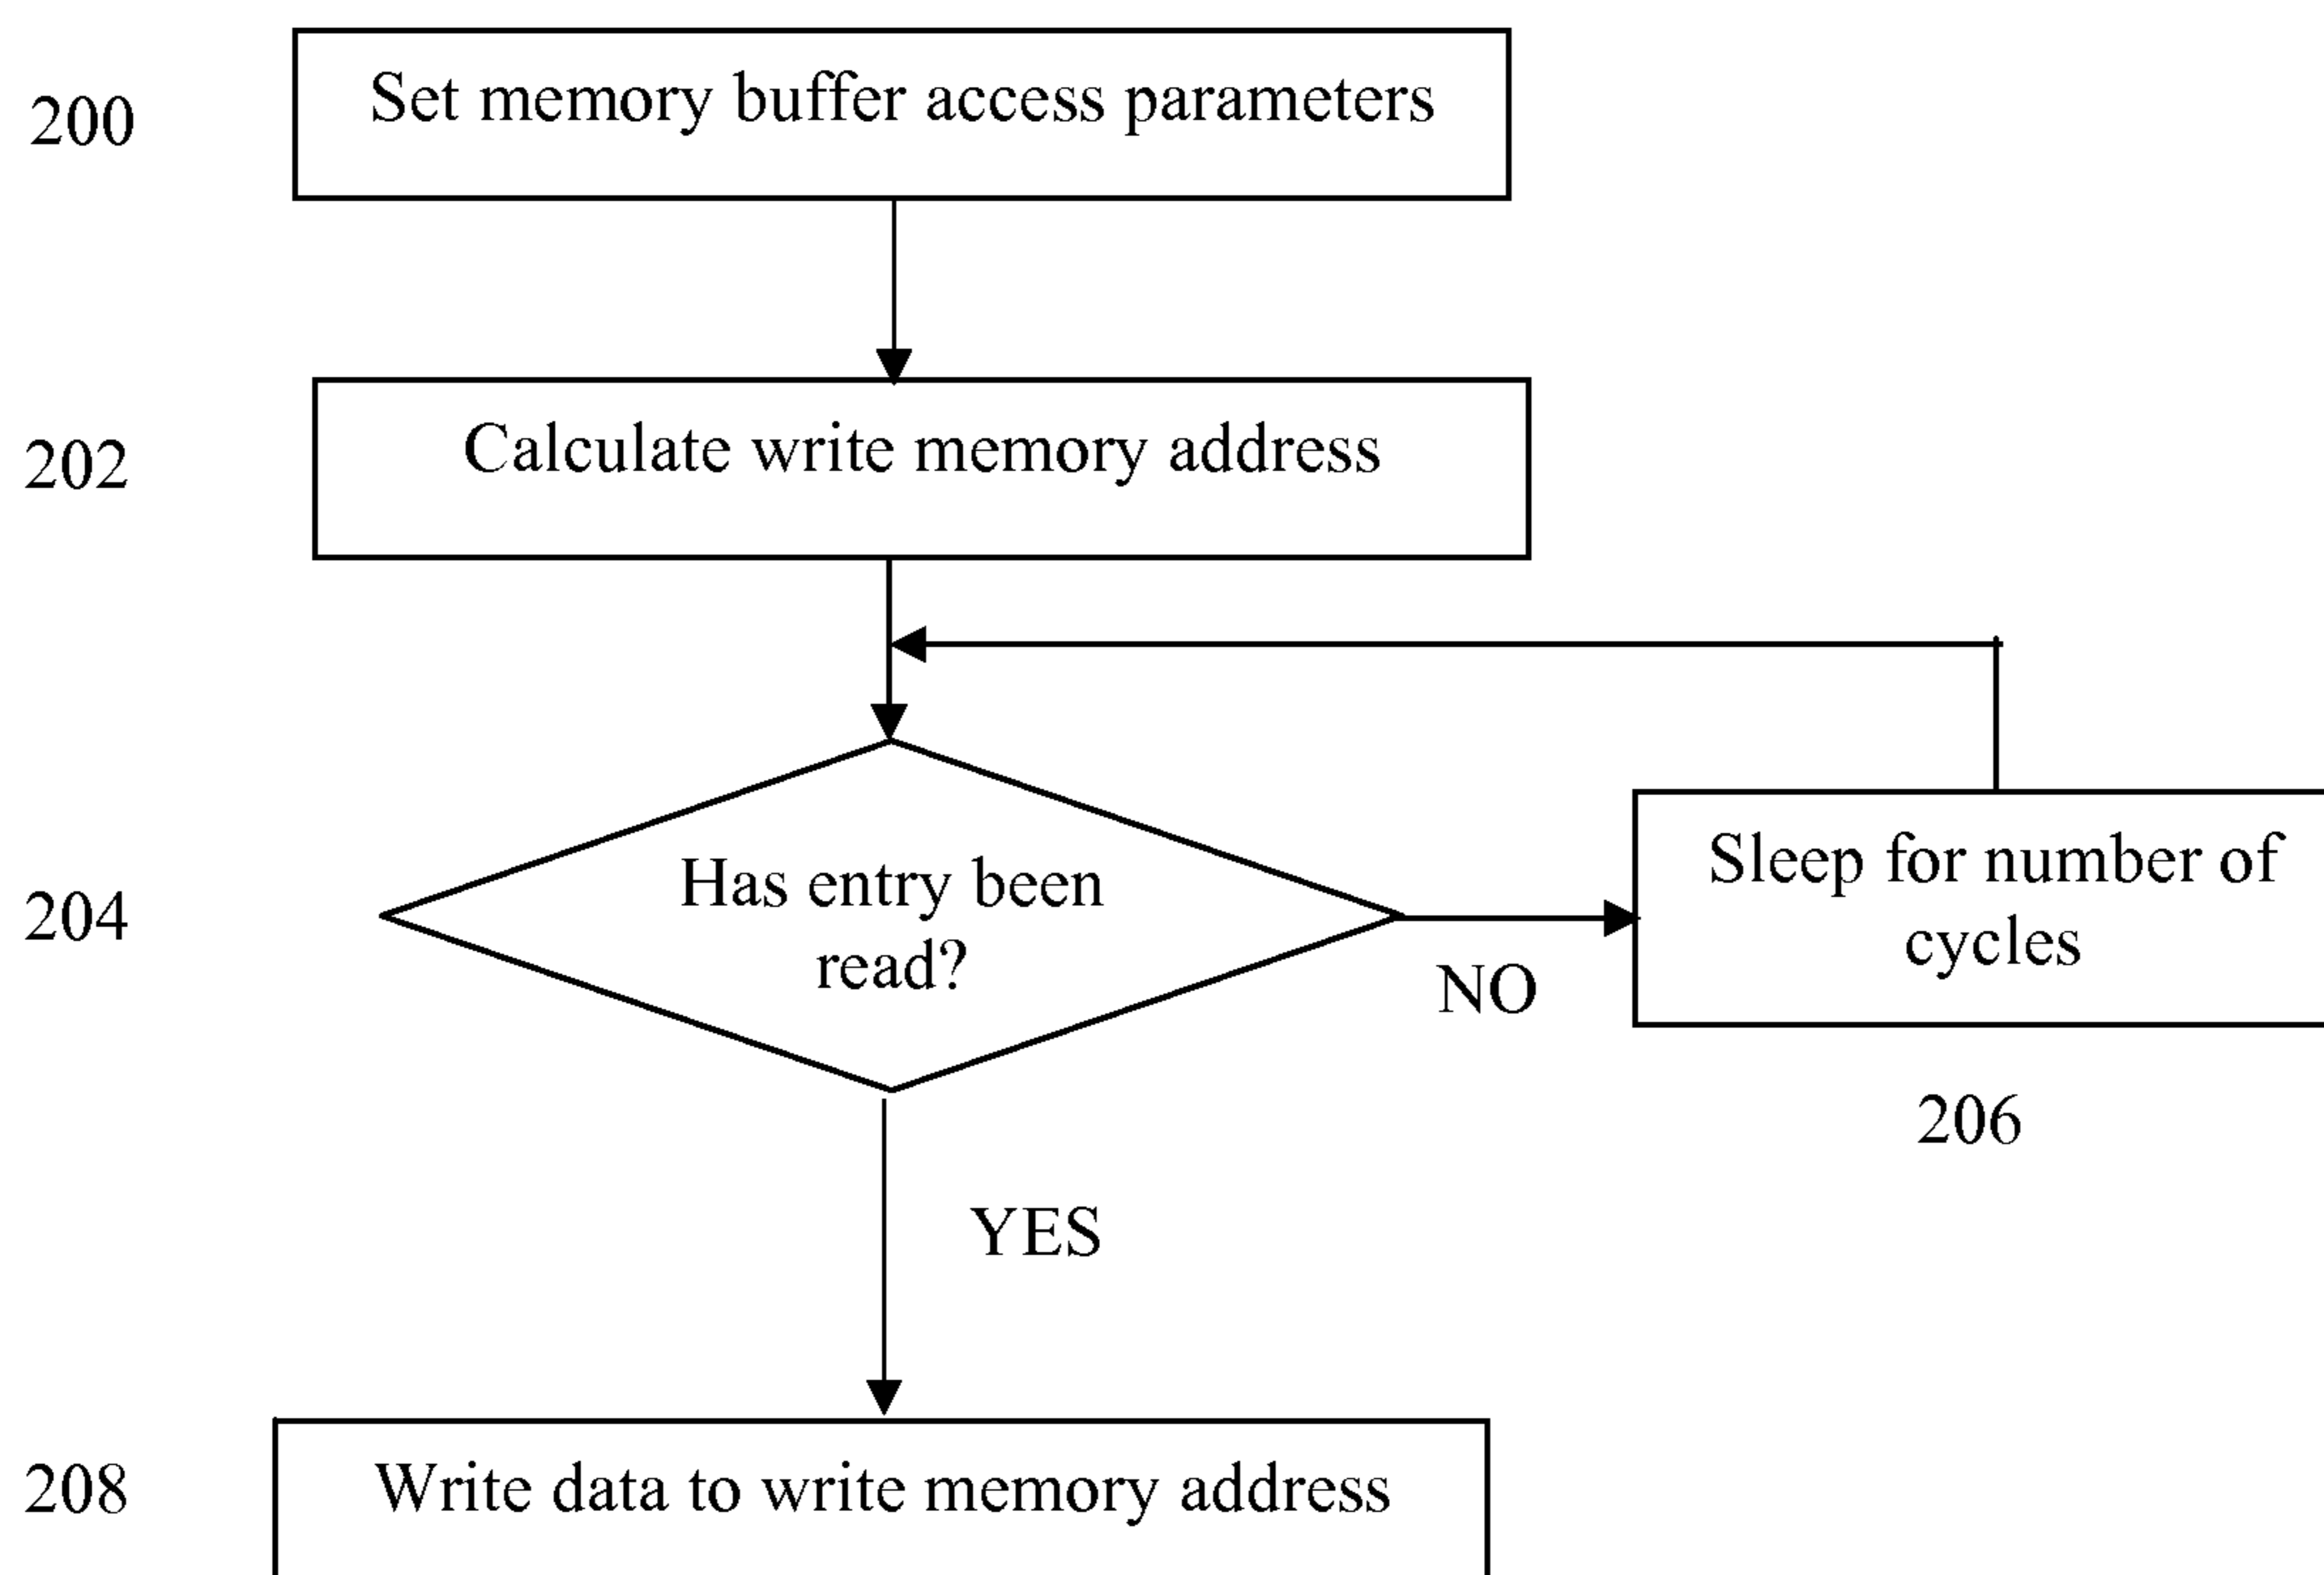 200
Set memory buffer access parameters
202
Calculate write memory address
204
Has entry been
read?
NO
Sleep for number of
cycles
206
YES
208
Write data to write memory address